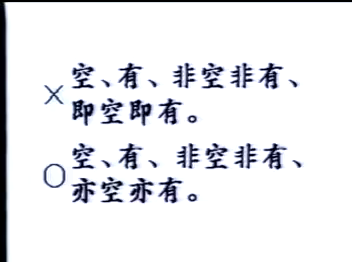 × 空、有、非空非有、
即空即有。
○ 空、有、非空非有、
亦空亦有。